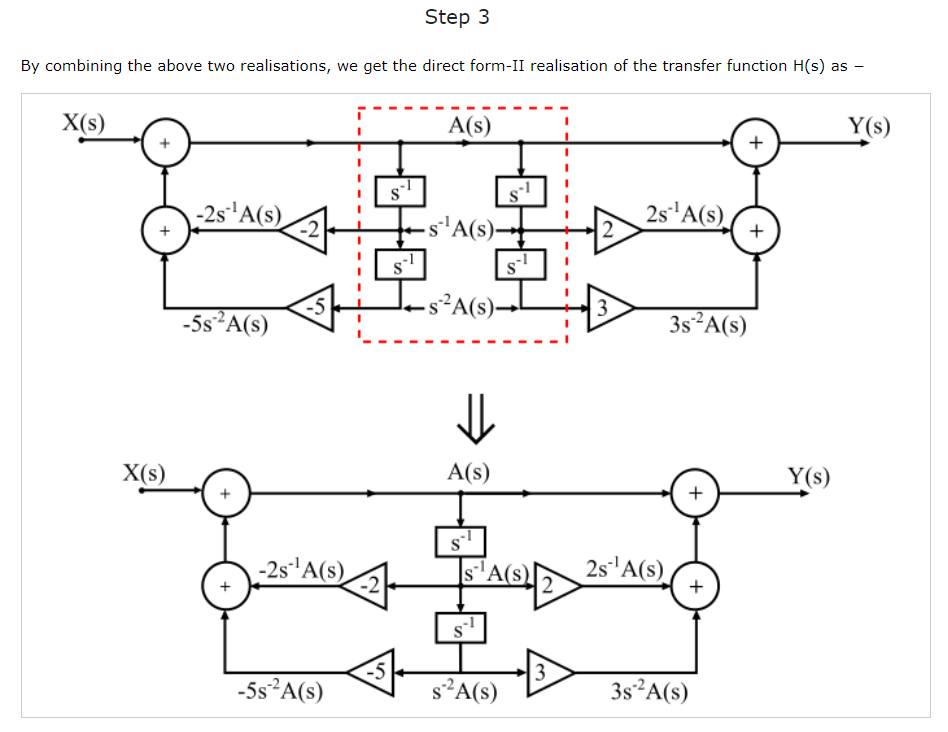 Step 3
By combining the above two realisations, we get the direct form-II realisation of the transfer function H(s) as −
X(s) A(s) Y(s)
+ +
s⁻¹ s⁻¹
-2s⁻¹A(s) -2 s⁻¹A(s) 2 2s⁻¹A(s)
+ +
s⁻¹ s⁻¹
-5 s⁻²A(s) 3
-5s⁻²A(s) 3s⁻²A(s)
X(s) A(s) Y(s)
+ +
s⁻¹
-2s⁻¹A(s) -2 s⁻¹A(s) 2 2s⁻¹A(s)
+ +
s⁻¹
-5 3
-5s⁻²A(s) s⁻²A(s) 3s⁻²A(s)